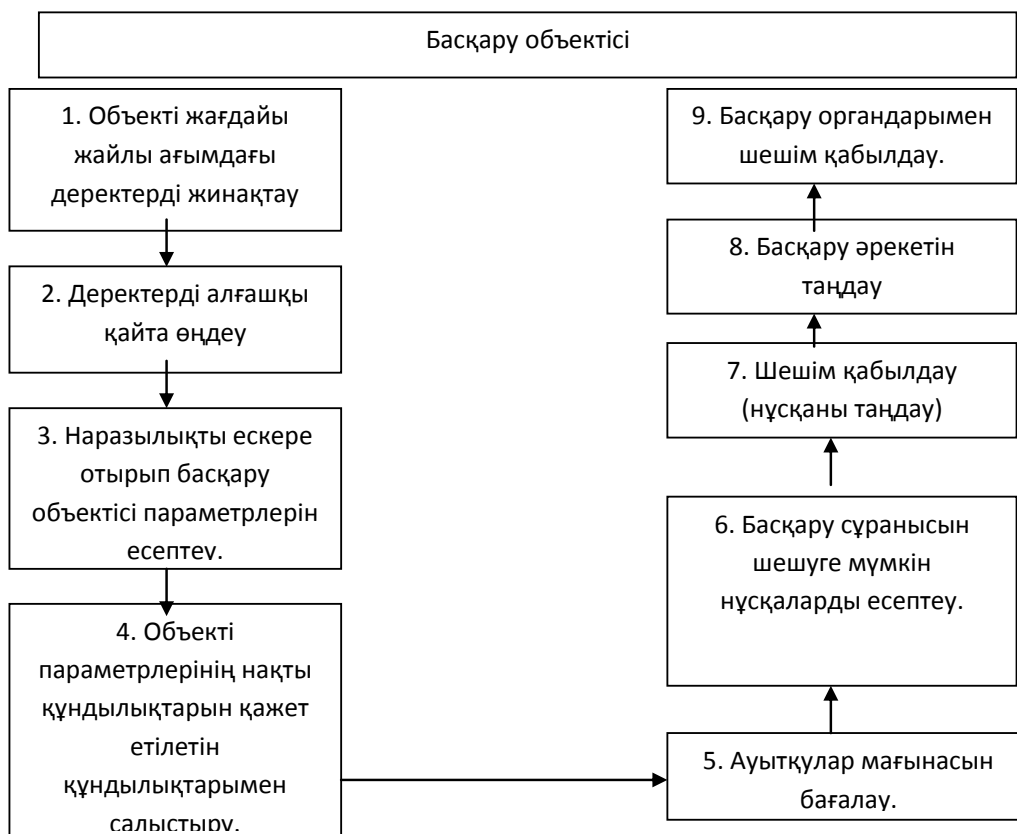 Басқару объектісі
1. Объекті жағдайы
жайлы ағымдағы
деректерді жинақтау
2. Деректерді алғашқы
қайта өңдеу
3. Наразылықты ескере
отырып басқару
объектісі параметрлерін
есептеу.
4. Объекті
параметрлерінің нақты
құндылықтарын қажет
етілетін
құндылықтарымен
салыстыру.
5. Ауытқулар мағынасын
бағалау.
6. Басқару сұранысын
шешуге мүмкін
нұсқаларды есептеу.
7. Шешім қабылдау
(нұсқаны таңдау)
8. Басқару әрекетін
таңдау
9. Басқару органдарымен
шешім қабылдау.